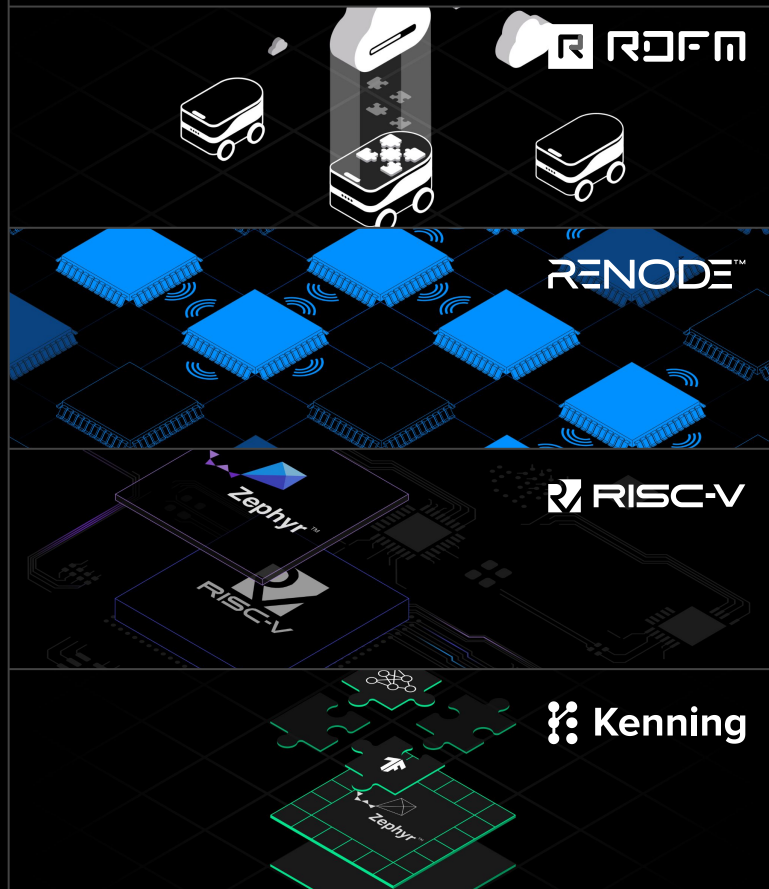 RDFM
RENODE™
Zephyr™
RISC-V
RISC-V
Kenning
Zephyr™